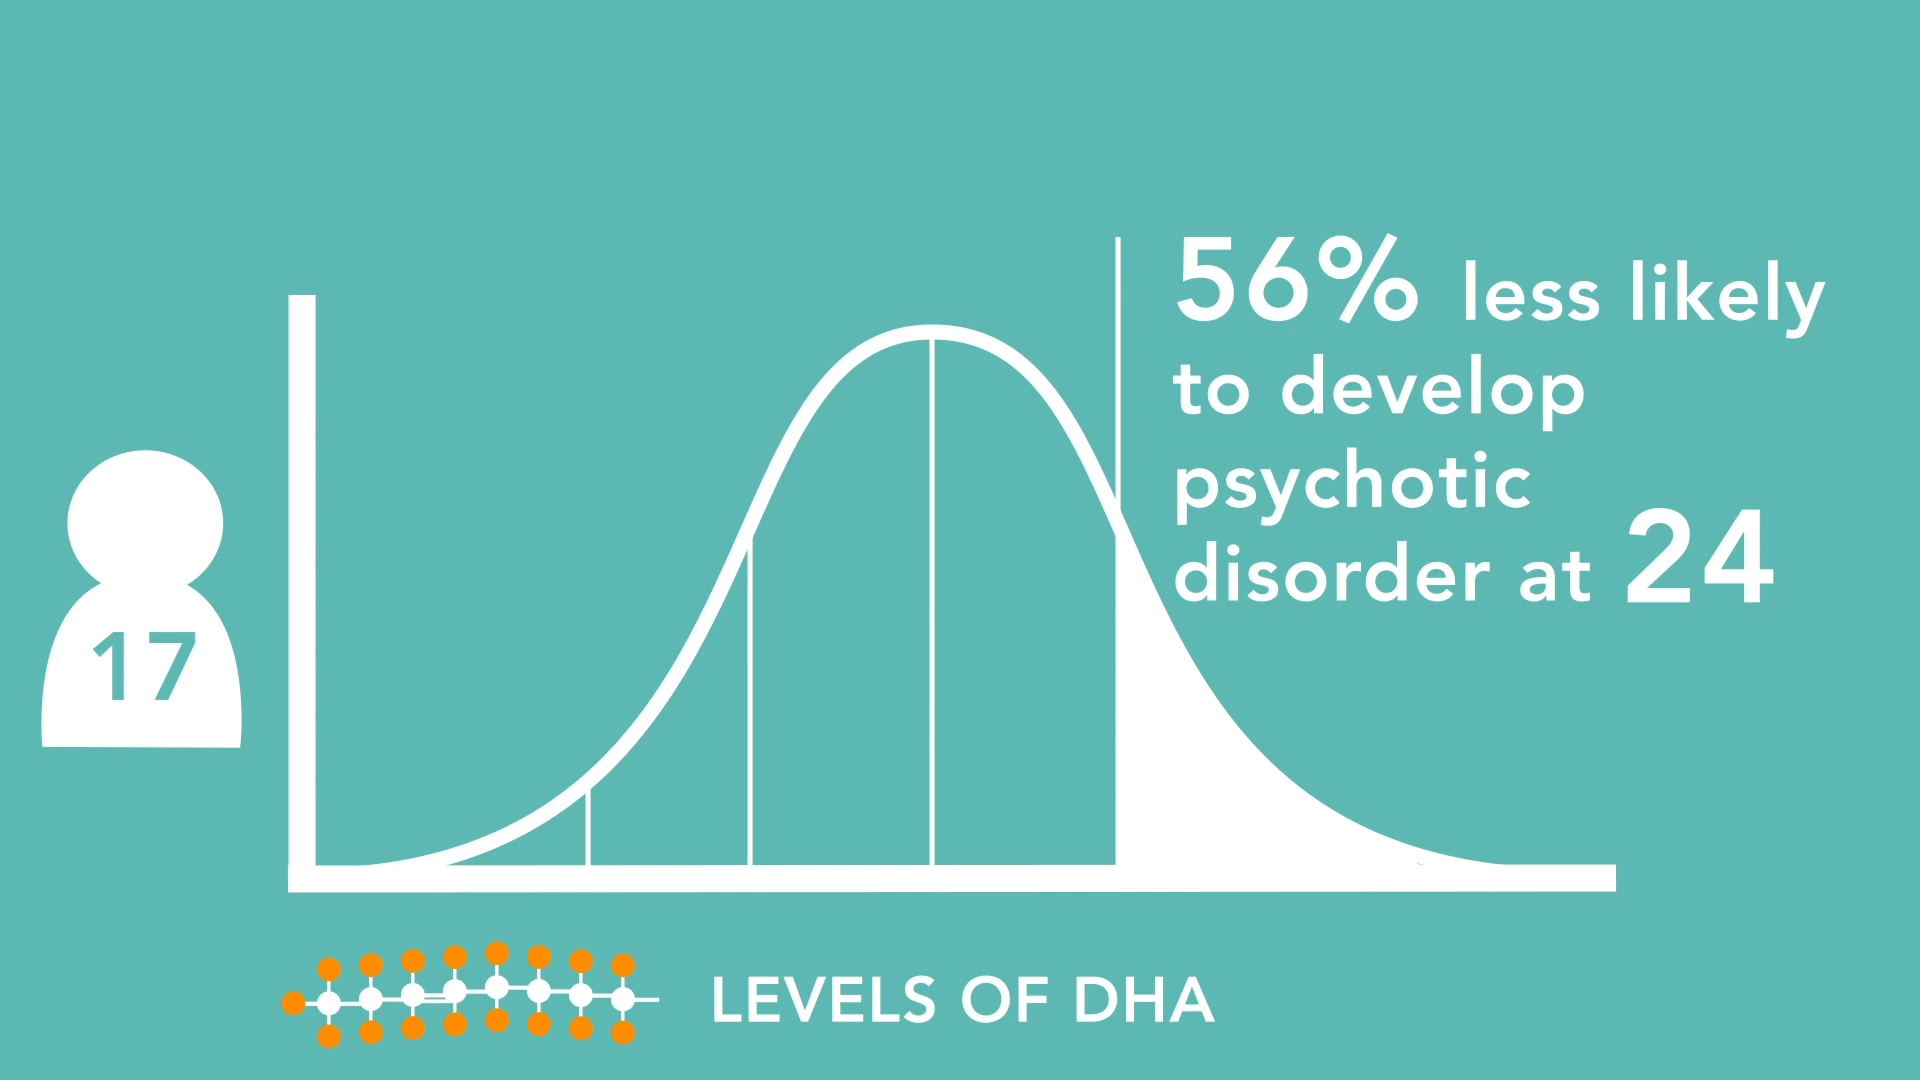 56% less likely
to develop
psychotic
disorder at 24
17
LEVELS OF DHA